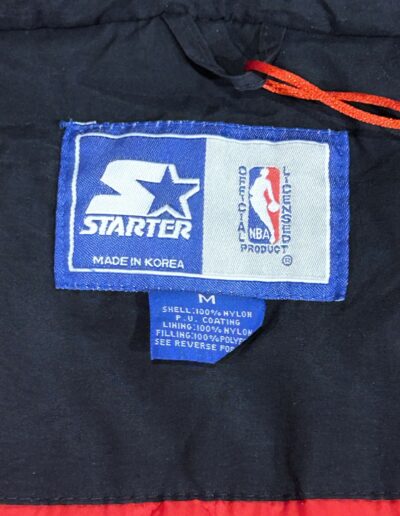 STARTER
MADE IN KOREA
OFFICIAL LICENSED
NBA
PRODUCT ®
M
SHELL:100% NYLON
P.U. COATING
LINING:100% NYLON
FILLING:100% POLYE
SEE REVERSE FO